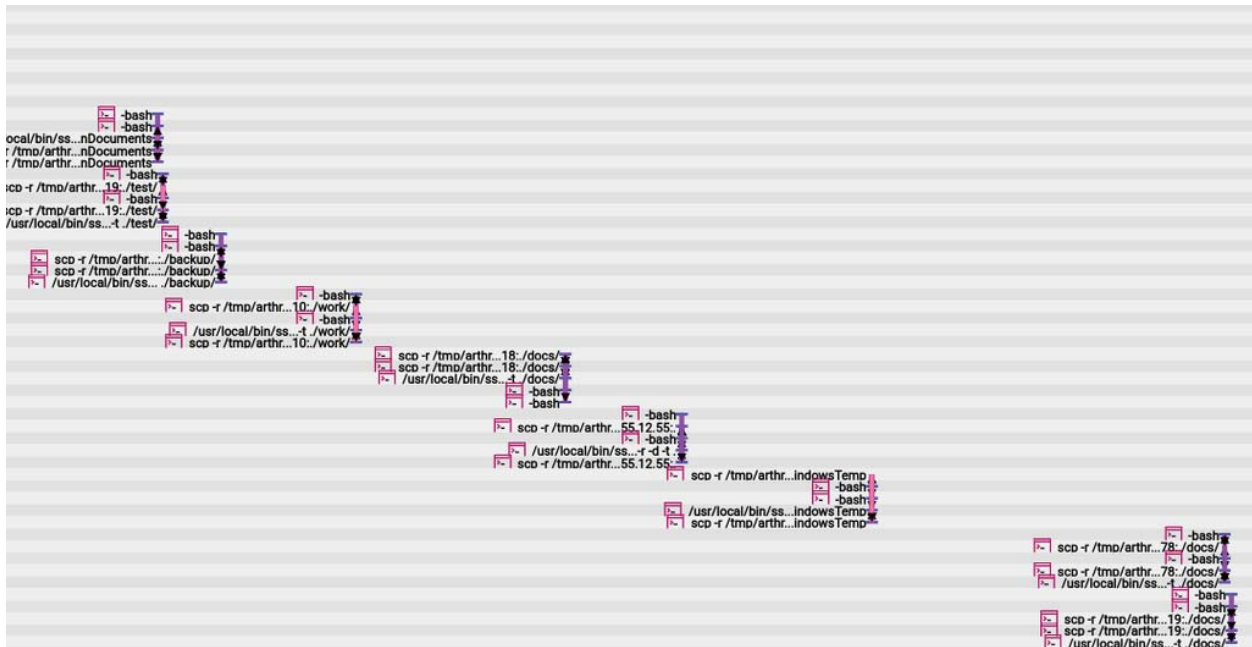 -bash
-bash
ocal/bin/ss...nDocuments
r /tmp/arthr...nDocuments
r /tmp/arthr...nDocuments
-bash
scp -r /tmp/arthr...19:./test/
-bash
scp -r /tmp/arthr...19:./test/
/usr/local/bin/ss...-t ./test/
-bash
-bash
scp -r /tmp/arthr...:./backup/
scp -r /tmp/arthr...:./backup/
/usr/local/bin/ss... ./backup/
-bash
scp -r /tmp/arthr...10:./work/
-bash
/usr/local/bin/ss...-t ./work/
scp -r /tmp/arthr...10:./work/
scp -r /tmp/arthr...18:./docs/
scp -r /tmp/arthr...18:./docs/
/usr/local/bin/ss...-t ./docs/
-bash
-bash
-bash
scp -r /tmp/arthr...55.12.55:.
-bash
/usr/local/bin/ss...-r -d -t .
scp -r /tmp/arthr...55.12.55:.
scp -r /tmp/arthr...indowsTemp
-bash
-bash
/usr/local/bin/ss...indowsTemp
scp -r /tmp/arthr...indowsTemp
-bash
scp -r /tmp/arthr...78:./docs/
-bash
scp -r /tmp/arthr...78:./docs/
/usr/local/bin/ss...-t ./docs/
-bash
-bash
scp -r /tmp/arthr...19:./docs/
scp -r /tmp/arthr...19:./docs/
/usr/local/bin/ss...-t ./docs/